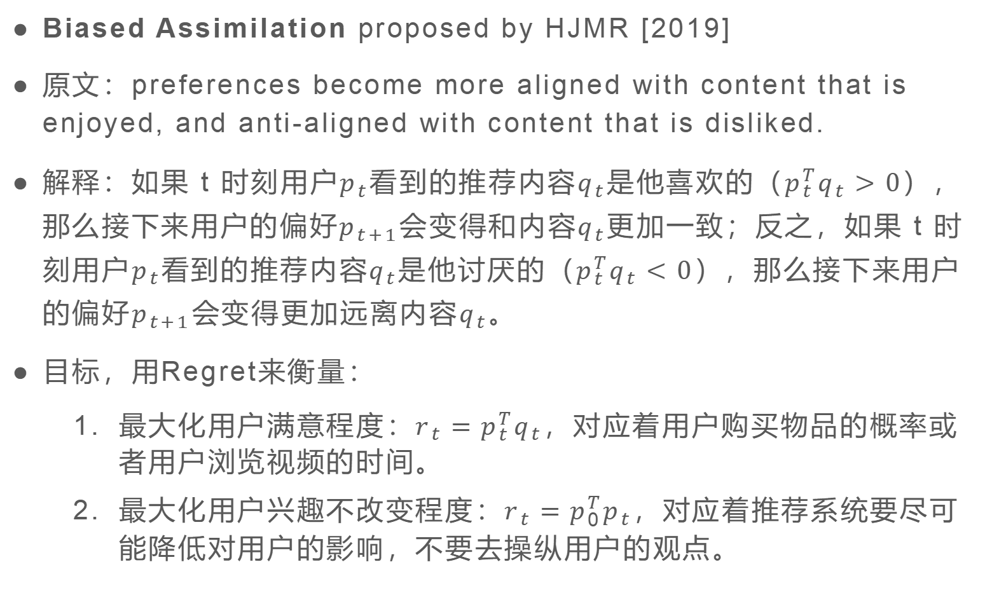 ● Biased Assimilation proposed by HJMR [2019]
● 原文：preferences become more aligned with content that is
enjoyed, and anti-aligned with content that is disliked.
● 解释：如果 t 时刻用户$p_t$看到的推荐内容$q_t$是他喜欢的（$p_t^T q_t > 0$），
那么接下来用户的偏好$p_{t+1}$会变得和内容$q_t$更加一致；反之，如果 t 时
刻用户$p_t$看到的推荐内容$q_t$是他讨厌的（$p_t^T q_t < 0$），那么接下来用户
的偏好$p_{t+1}$会变得更加远离内容$q_t$。
● 目标，用Regret来衡量：
1. 最大化用户满意程度：$r_t = p_t^T q_t$，对应着用户购买物品的概率或
者用户浏览视频的时间。
2. 最大化用户兴趣不改变程度：$r_t = p_0^T p_t$，对应着推荐系统要尽可
能降低对用户的影响，不要去操纵用户的观点。